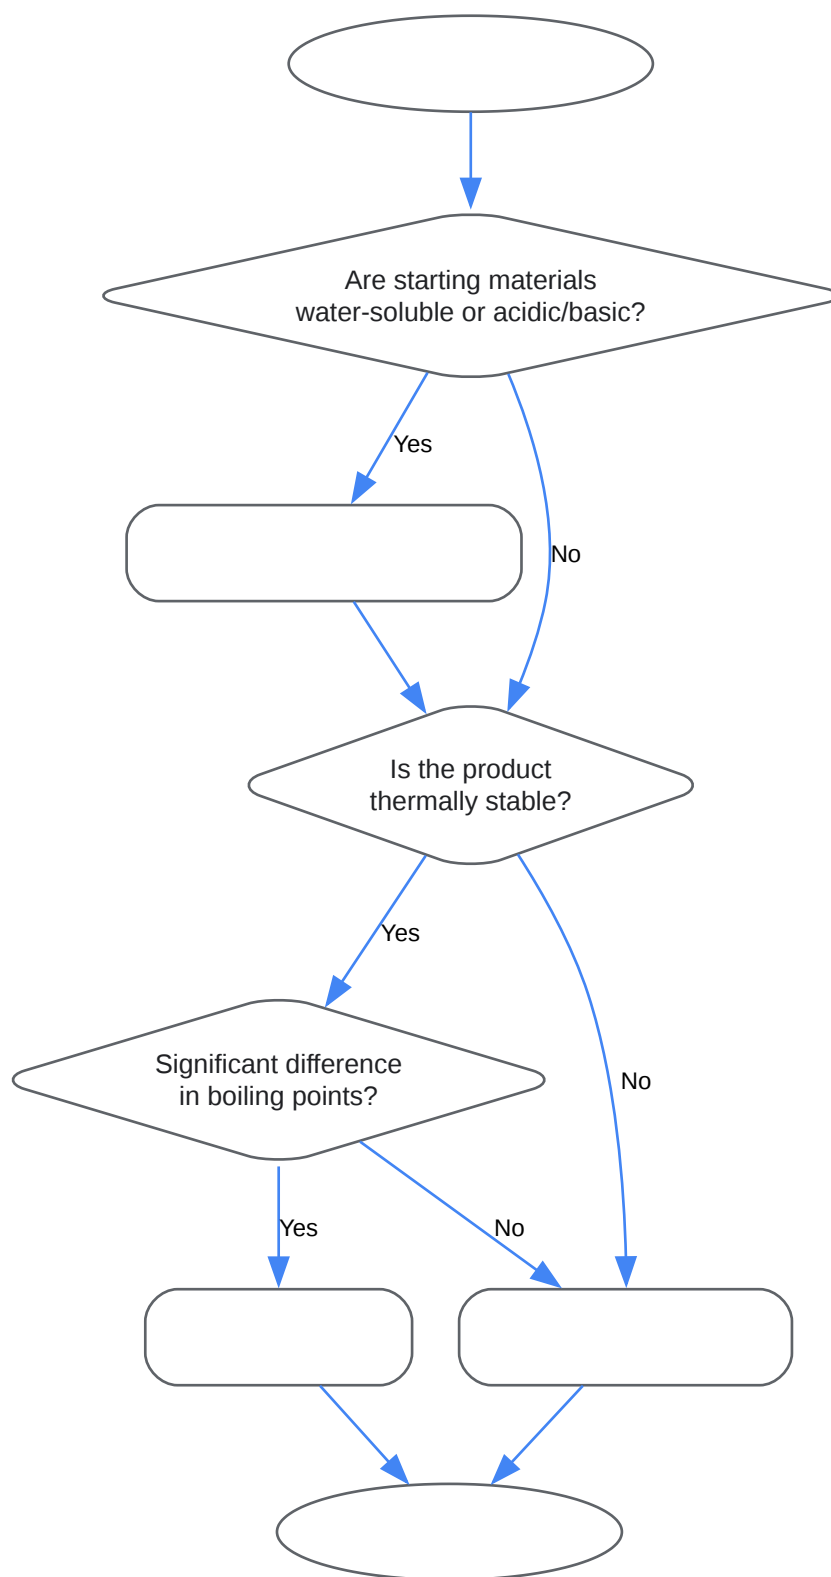 Are starting materials
water-soluble or acidic/basic?
Yes
No
Is the product
thermally stable?
Yes
Significant difference
in boiling points?
No
Yes
No